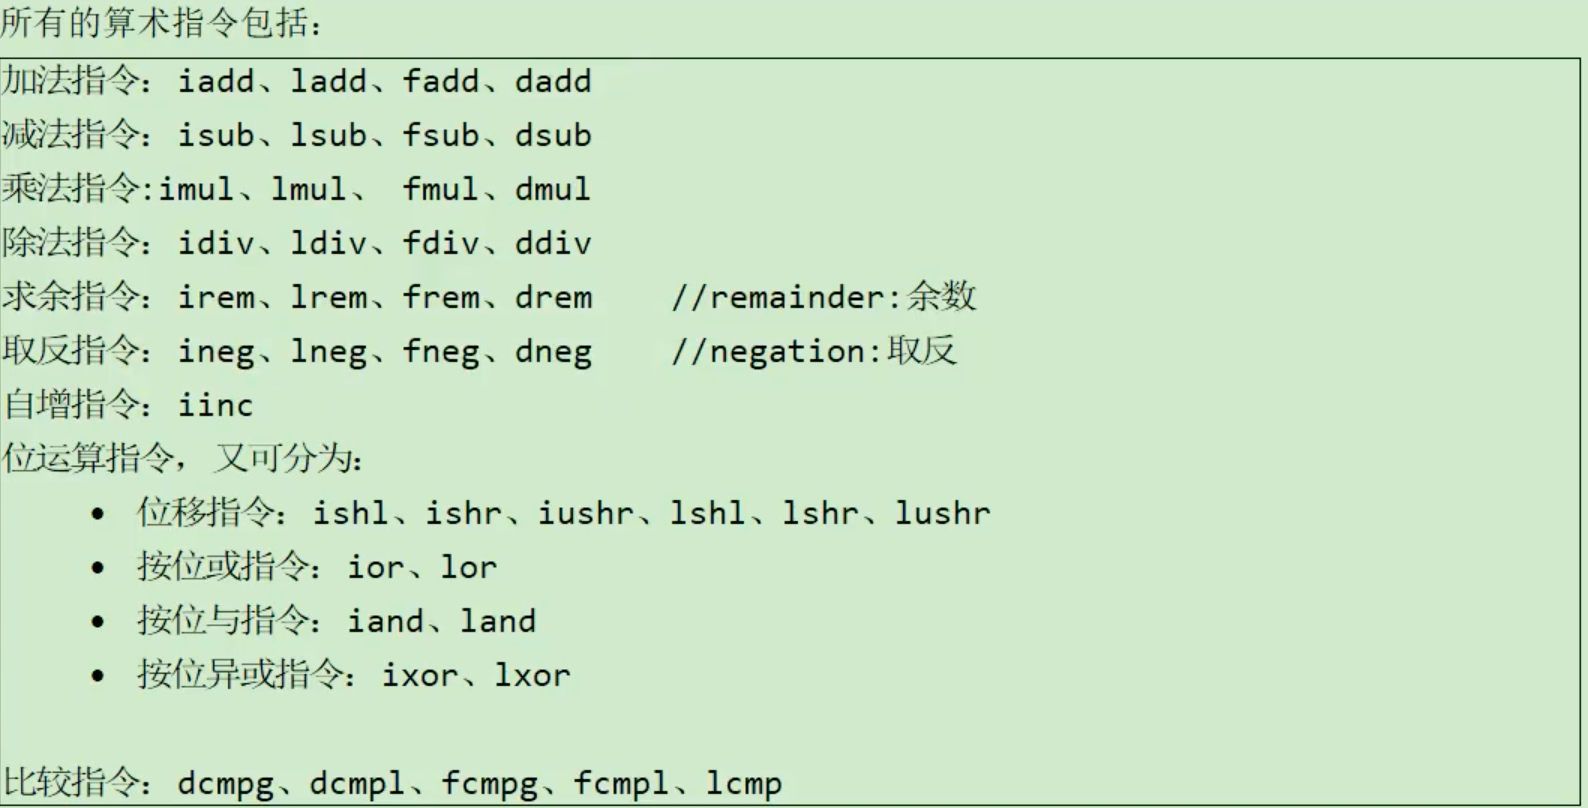 所有的算术指令包括：
加法指令：iadd、ladd、fadd、dadd
减法指令：isub、lsub、fsub、dsub
乘法指令:imul、lmul、 fmul、dmul
除法指令：idiv、ldiv、fdiv、ddiv
求余指令：irem、lrem、frem、drem    //remainder:余数
取反指令：ineg、lneg、fneg、dneg    //negation:取反
自增指令：iinc
位运算指令，又可分为：
• 位移指令：ishl、ishr、iushr、lshl、lshr、lushr
• 按位或指令：ior、lor
• 按位与指令：iand、land
• 按位异或指令：ixor、lxor
比较指令：dcmpg、dcmpl、fcmpg、fcmpl、lcmp